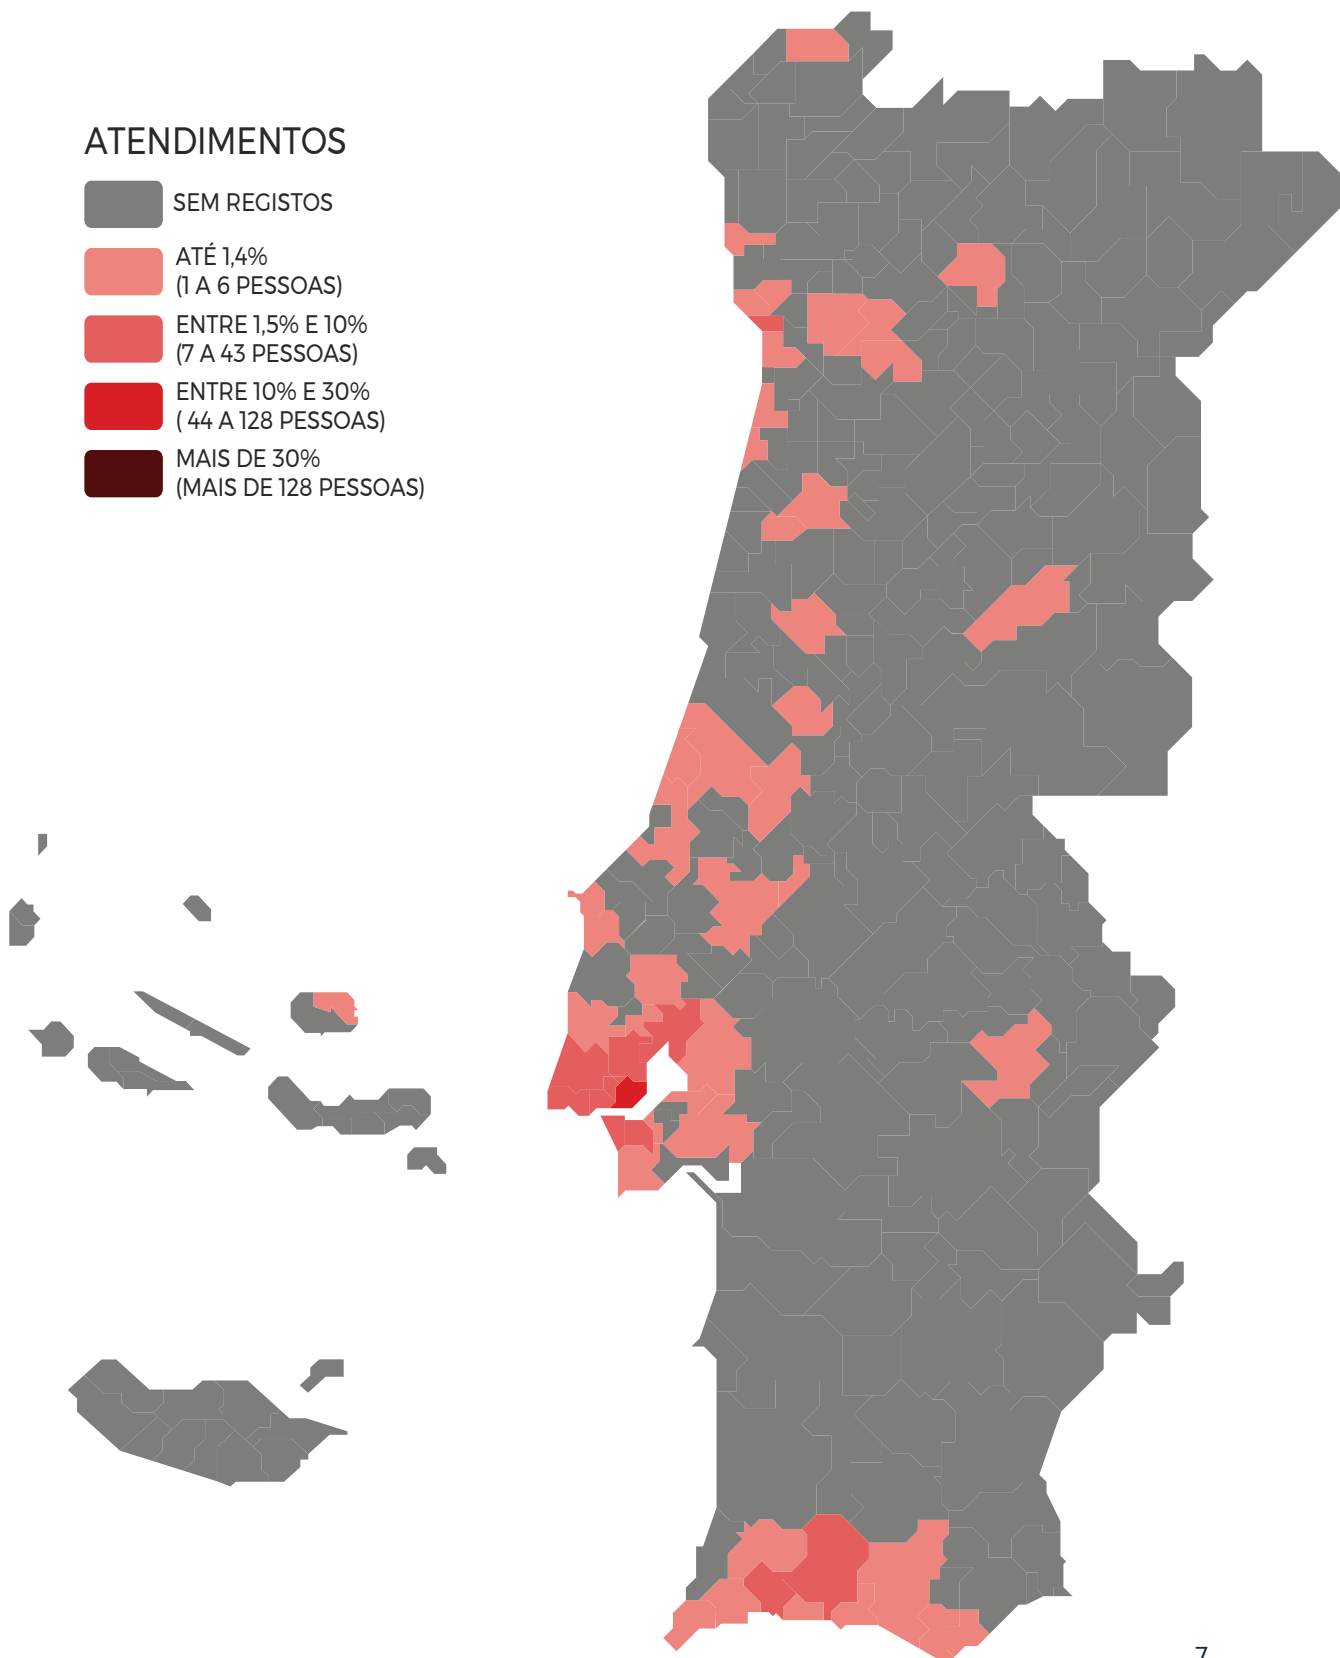 ATENDIMENTOS
SEM REGISTOS
ATÉ 1,4%
(1 A 6 PESSOAS)
ENTRE 1,5% E 10%
(7 A 43 PESSOAS)
ENTRE 10% E 30%
( 44 A 128 PESSOAS)
MAIS DE 30%
(MAIS DE 128 PESSOAS)
7